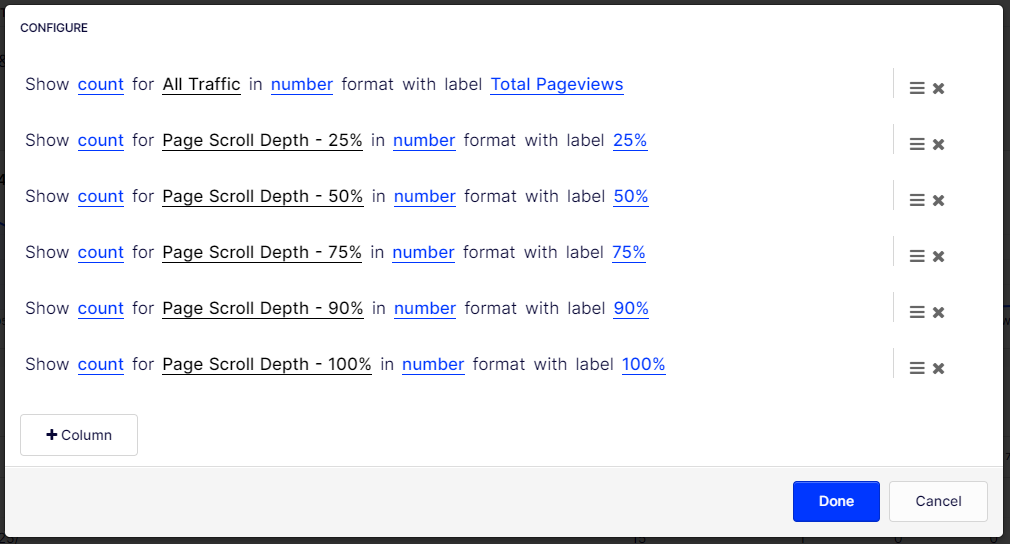 CONFIGURE
Show count for All Traffic in number format with label Total Pageviews
Show count for Page Scroll Depth - 25% in number format with label 25%
Show count for Page Scroll Depth - 50% in number format with label 50%
Show count for Page Scroll Depth - 75% in number format with label 75%
Show count for Page Scroll Depth - 90% in number format with label 90%
Show count for Page Scroll Depth - 100% in number format with label 100%
+ Column
Done Cancel